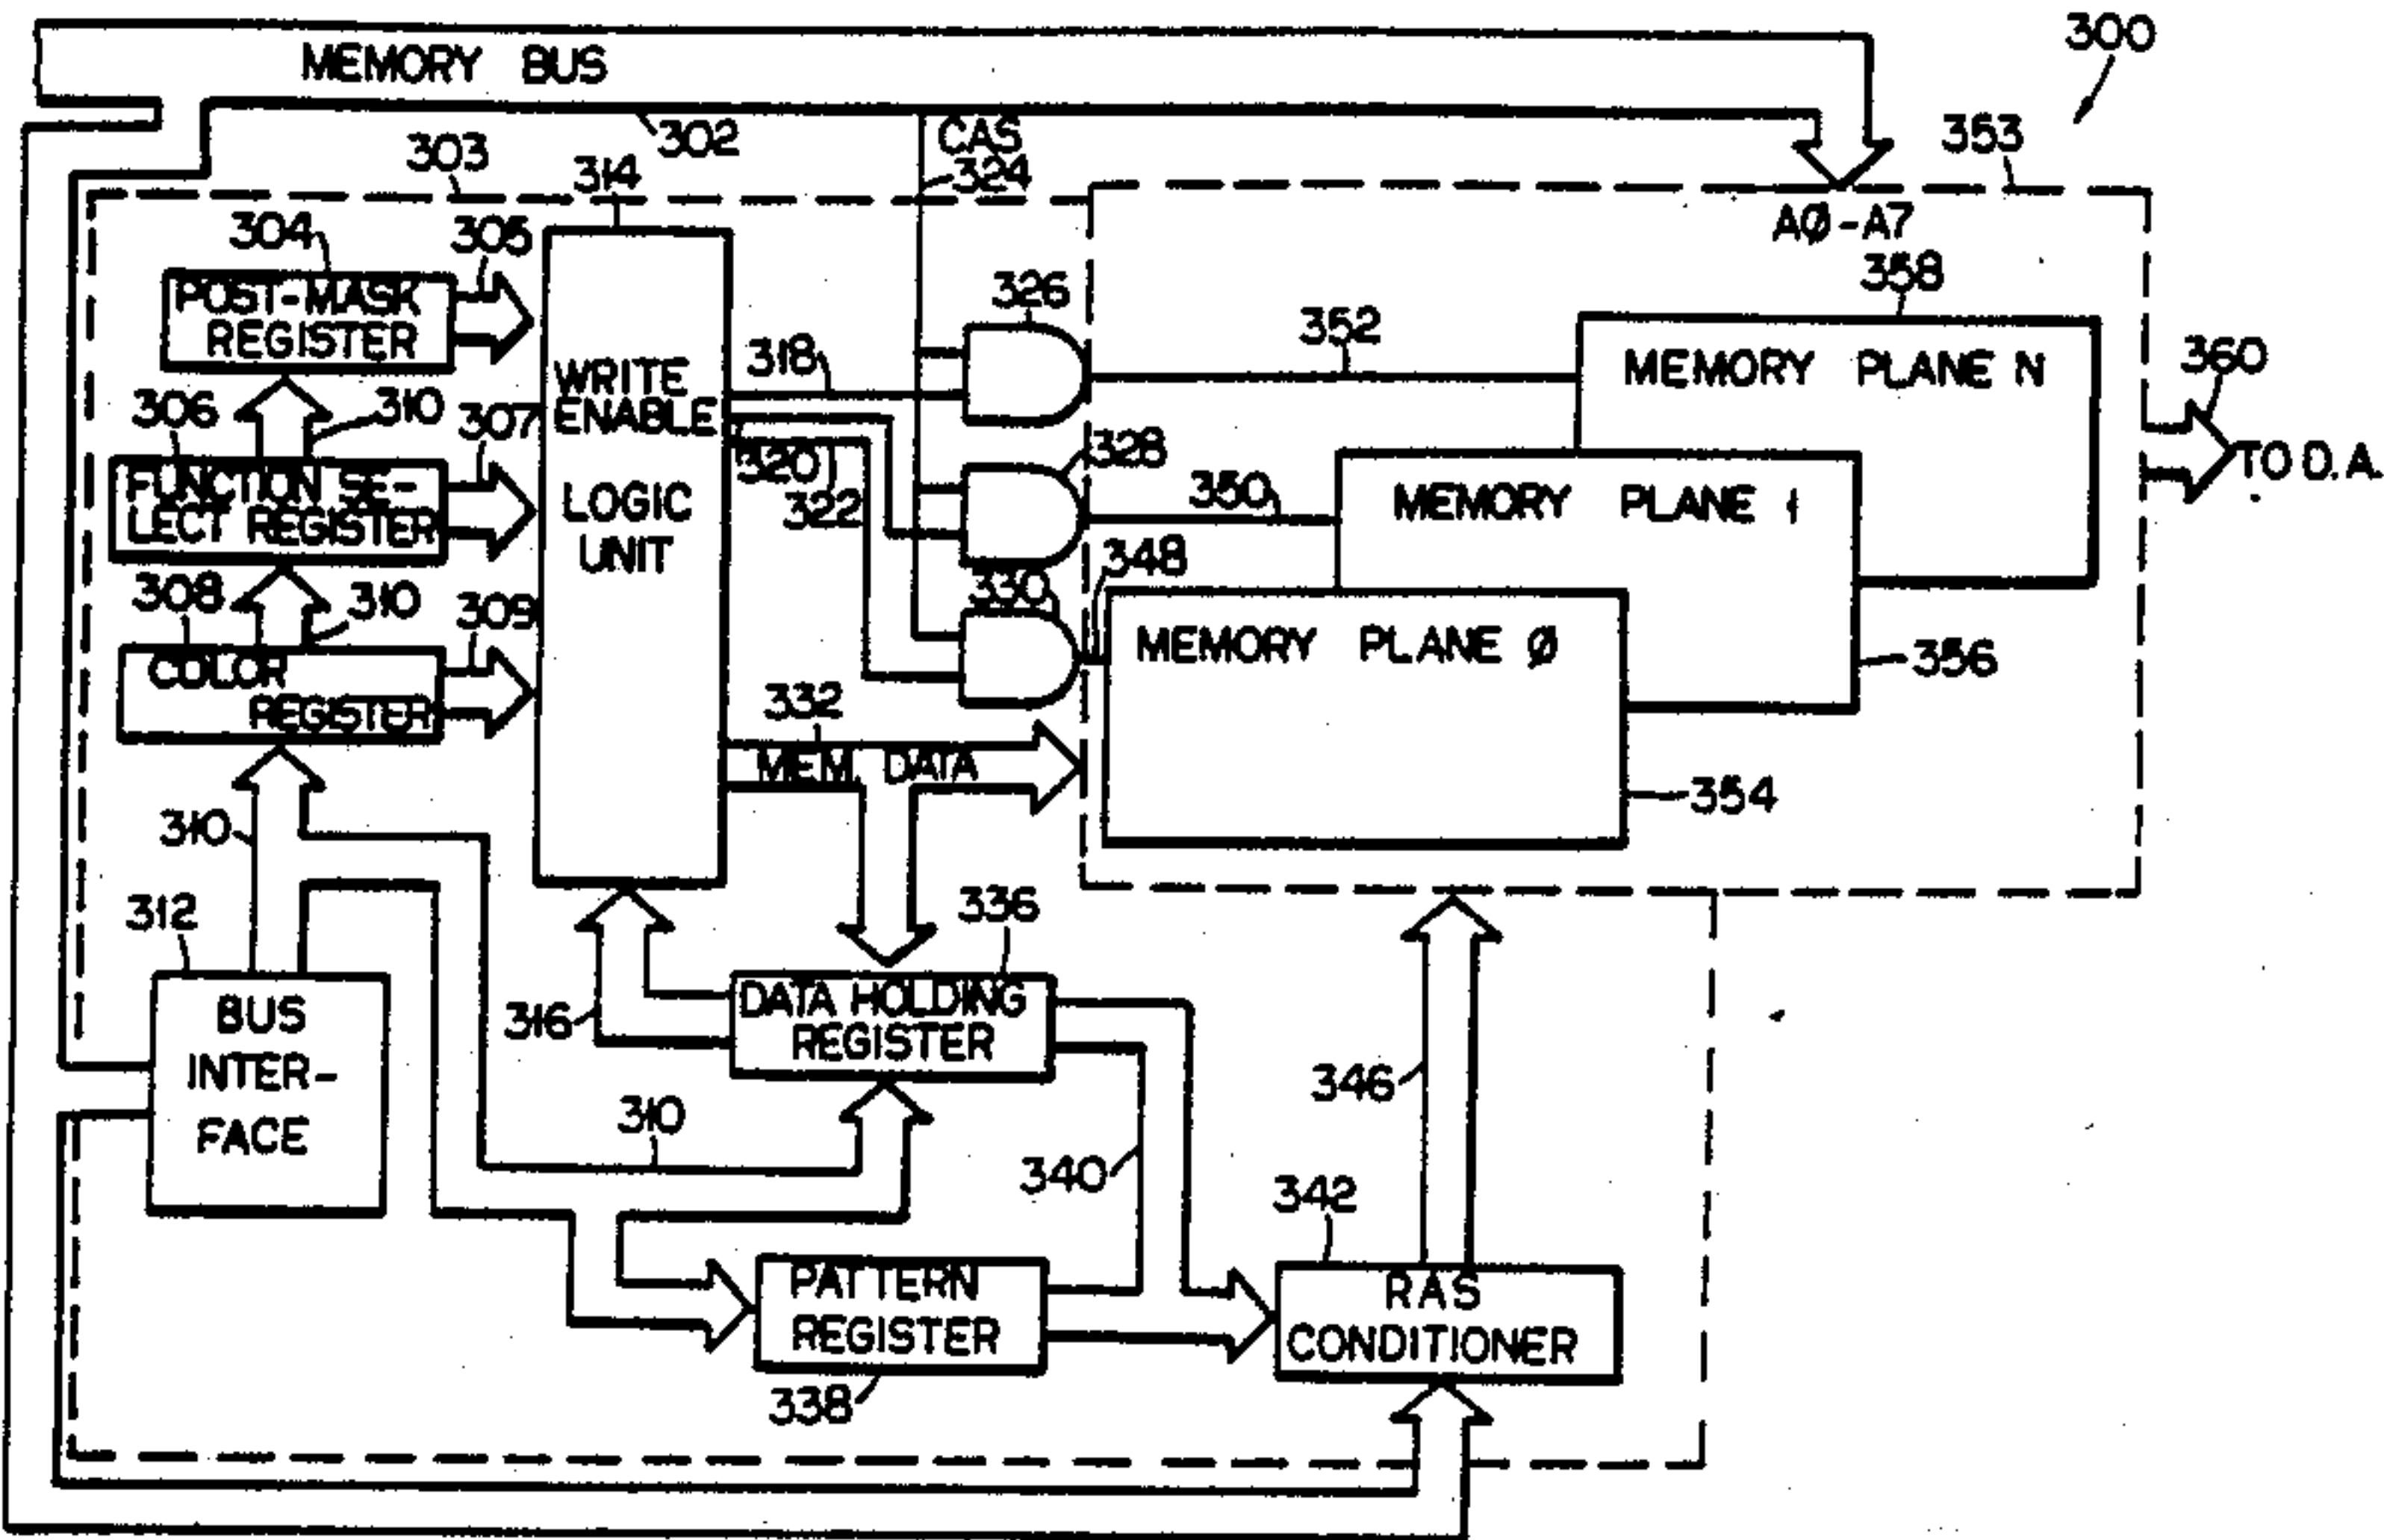 300
MEMORY BUS
302
CAS
324
353
303
314
A0-A7
304
305
POST-MASK
REGISTER
326
358
352
MEMORY PLANE N
360
TO D.A.
318
WRITE
ENABLE
LOGIC
UNIT
306
310
307
320
322
328
350
MEMORY PLANE 1
FUNCTION SE-
LECT REGISTER
308
310
309
330
348
MEMORY PLANE 0
356
COLOR
REGISTER
332
MEM. DATA
354
310
312
BUS
INTER-
FACE
336
DATA HOLDING
REGISTER
316
346
310
340
342
PATTERN
REGISTER
338
RAS
CONDITIONER